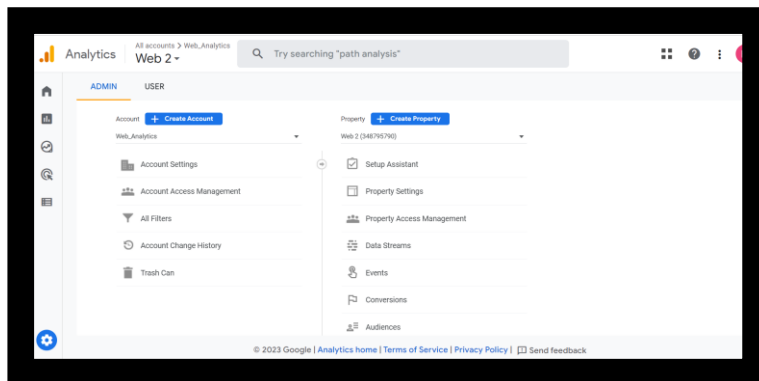 Analytics
All accounts > Web_Analytics
Web 2
Try searching "path analysis"
ADMIN
USER
Account
+ Create Account
Web_Analytics
Account Settings
Account Access Management
All Filters
Account Change History
Trash Can
Property
+ Create Property
Web 2 (348795790)
Setup Assistant
Property Settings
Property Access Management
Data Streams
Events
Conversions
Audiences
© 2023 Google | Analytics home | Terms of Service | Privacy Policy | Send feedback